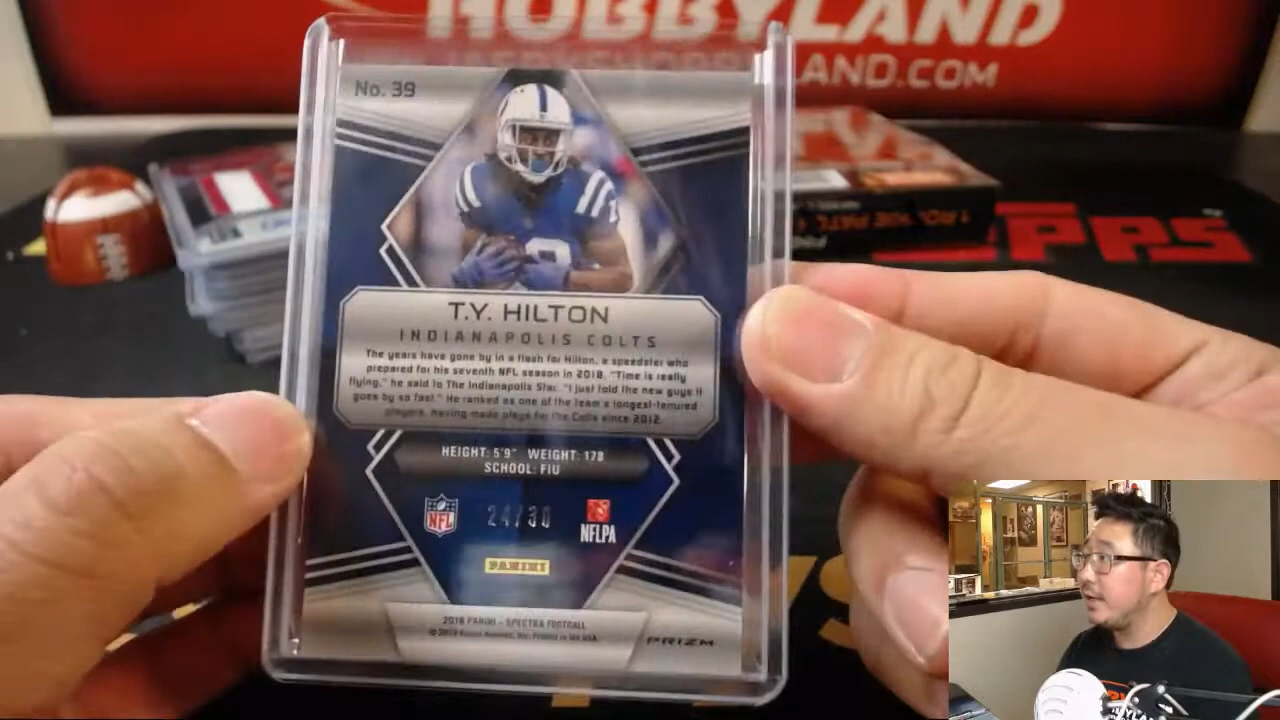 HOBBYLAND
LAND.COM
No. 39
TOPPS
T.Y. HILTON
INDIANAPOLIS COLTS
The years have gone by in a flash for Hilton, a speedster who
prepared for his seventh NFL season in 2018. "Time is really
flying," he said to The Indianapolis Star. "I just told the new guys it
goes by so fast." He ranked as one of the team's longest-tenured
players, having made plays for the Colts since 2012.
HEIGHT: 5'9" WEIGHT: 178
SCHOOL: FIU
NFL
24/30
NFLPA
PANINI
2018 PANINI - SPECTRA FOOTBALL
PRIZM